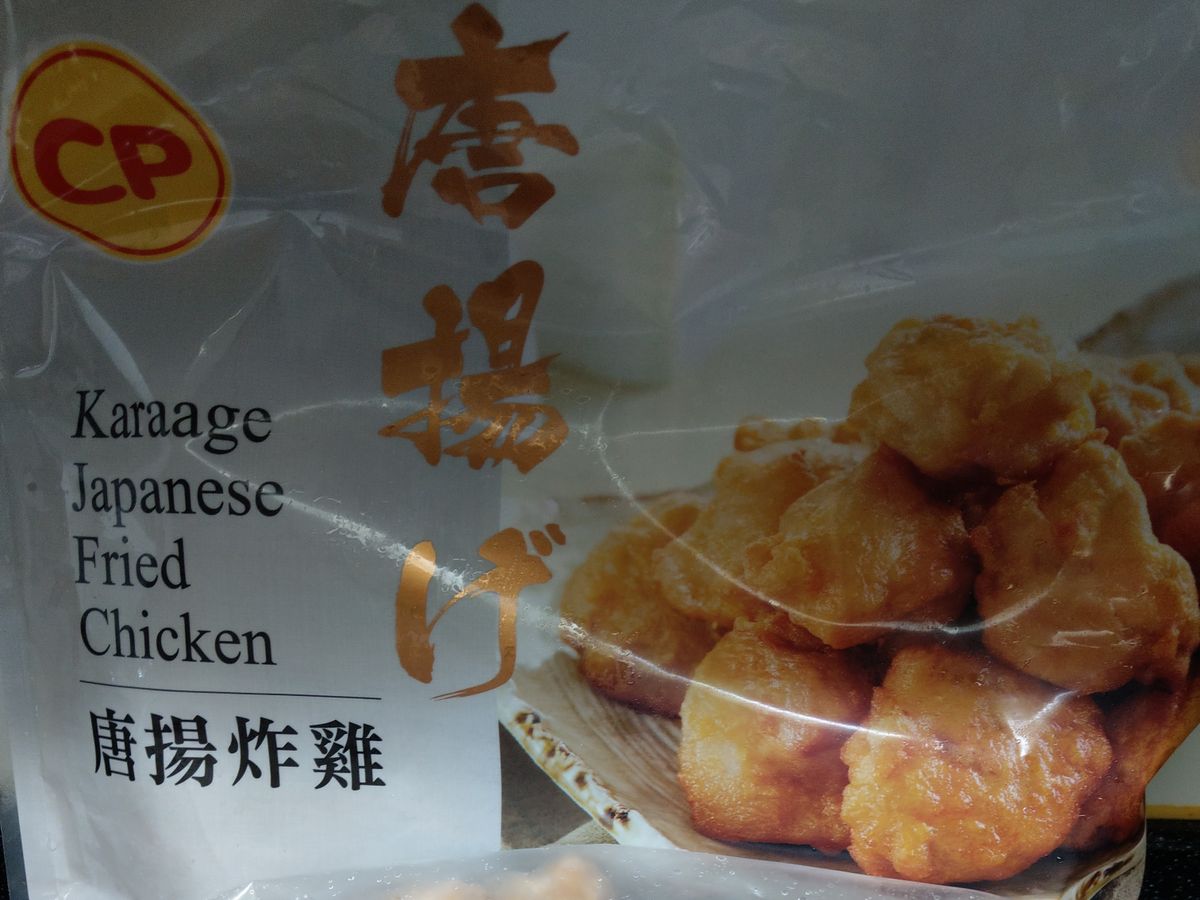 CP
唐揚げ
Karaage
Japanese
Fried
Chicken
唐揚炸雞